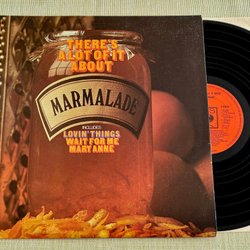 THERE'S
A LOT OF IT
ABOUT
MARMALADE
INCLUDES
LOVIN' THINGS
WAIT FOR ME
MARY ANNE